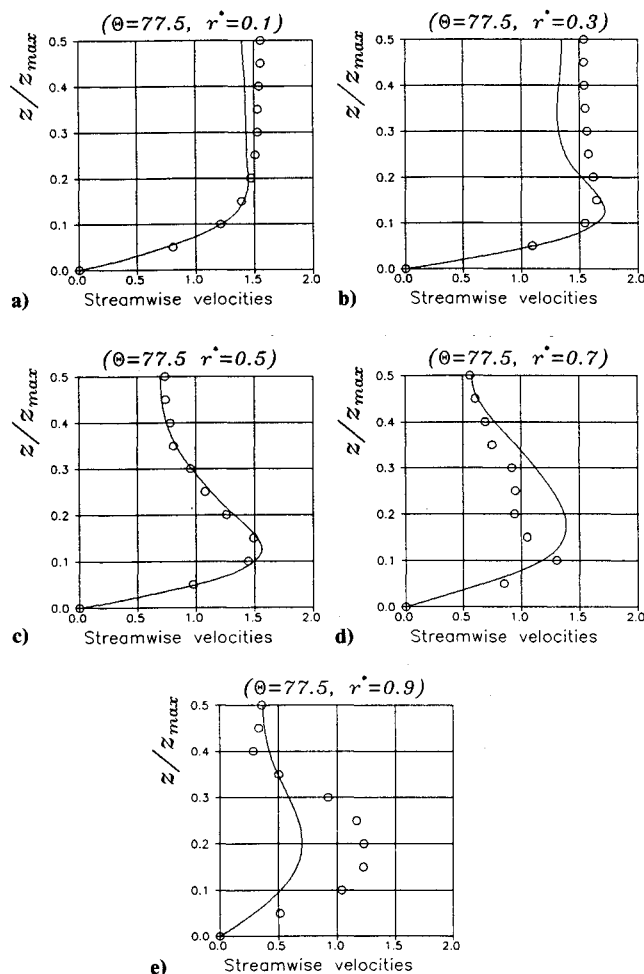 (Θ=77.5, r*=0.1)
z/z_max
0.5
0.4
0.3
0.2
0.1
0.0
0.0 0.5 1.0 1.5 2.0
a) Streamwise velocities
(Θ=77.5, r*=0.3)
z/z_max
0.5
0.4
0.3
0.2
0.1
0.0
0.0 0.5 1.0 1.5 2.0
b) Streamwise velocities
(Θ=77.5 r*=0.5)
z/z_max
0.5
0.4
0.3
0.2
0.1
0.0
0.0 0.5 1.0 1.5 2.0
c) Streamwise velocities
(Θ=77.5, r*=0.7)
z/z_max
0.5
0.4
0.3
0.2
0.1
0.0
0.0 0.5 1.0 1.5 2.0
d) Streamwise velocities
(Θ=77.5, r*=0.9)
z/z_max
0.5
0.4
0.3
0.2
0.1
0.0
0.0 0.5 1.0 1.5 2.0
e) Streamwise velocities